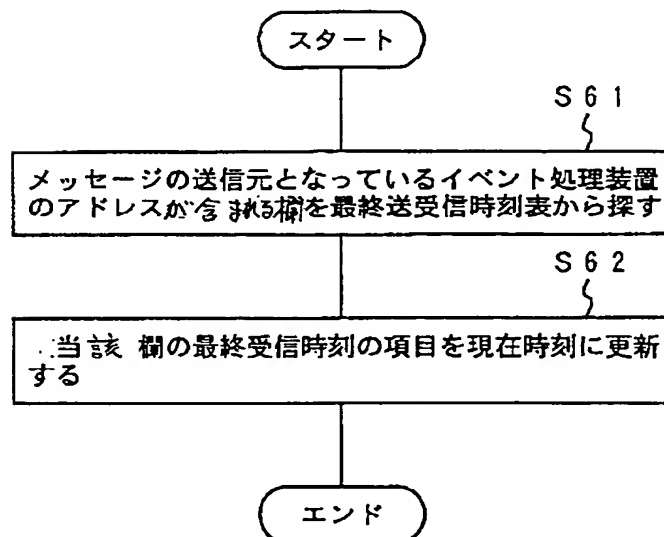 スタート
S61
メッセージの送信元となっているイベント処理装置
のアドレスが含まれる欄を最終送受信時刻表から探す
S62
当該 欄の最終受信時刻の項目を現在時刻に更新
する
エンド